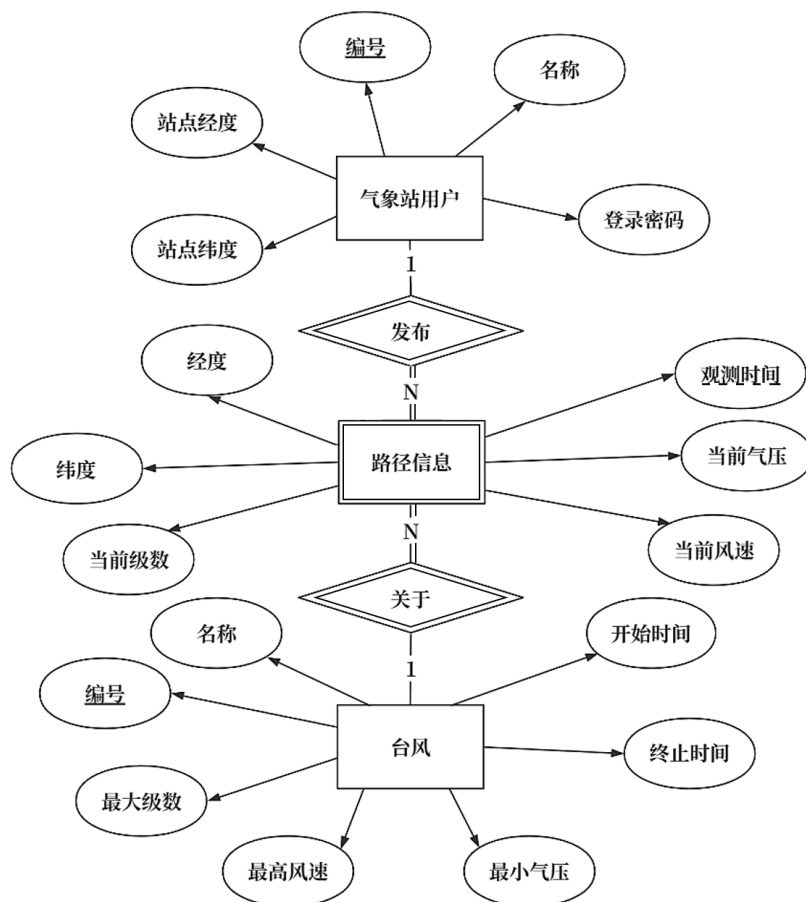 编号
名称
站点经度
气象站用户
登录密码
站点纬度
1
发布
经度
观测时间
N
纬度
路径信息
当前气压
当前级数
N
当前风速
关于
名称
开始时间
1
编号
台风
终止时间
最大级数
最高风速
最小气压